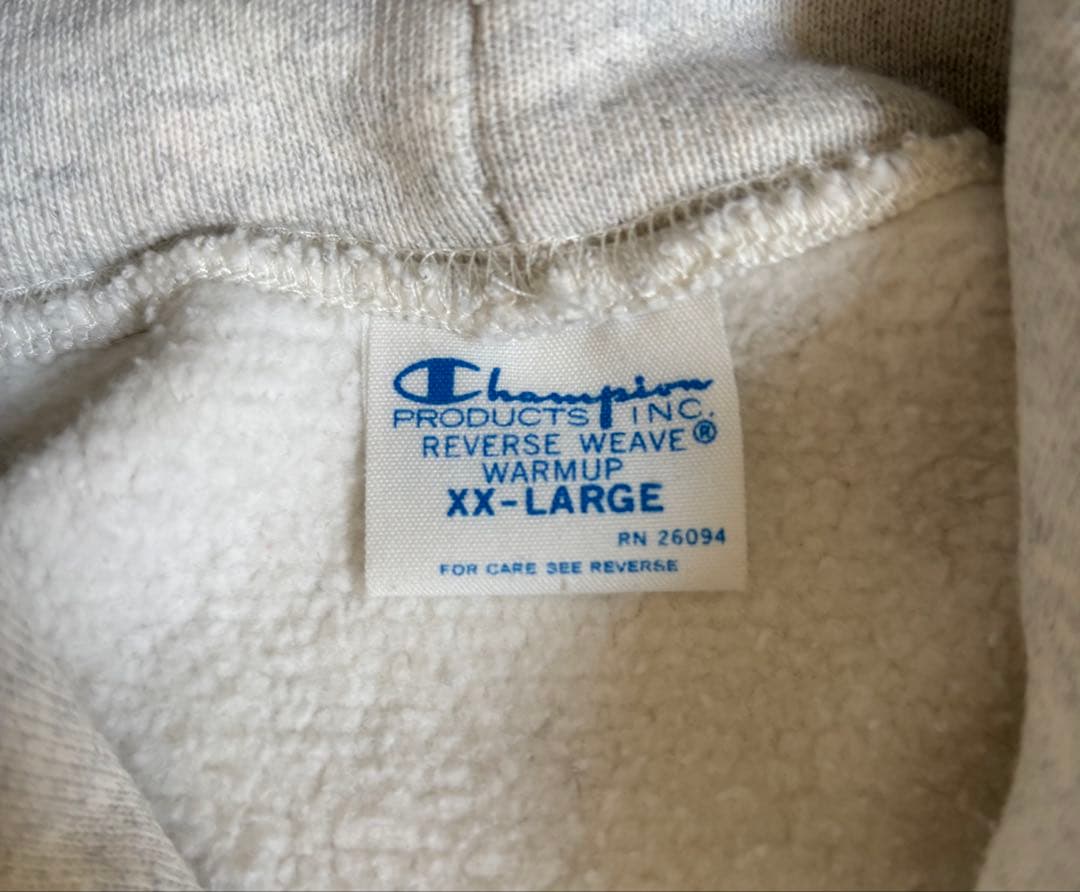 Champion
PRODUCTS INC.
REVERSE WEAVE®
WARMUP
XX-LARGE
RN 26094
FOR CARE SEE REVERSE